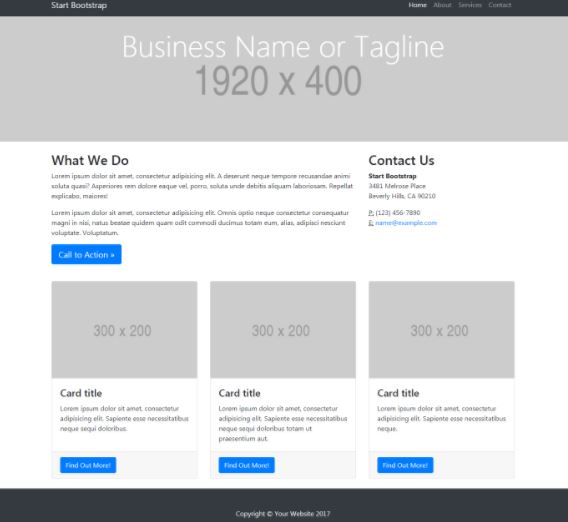 Start Bootstrap
Home About Services Contact
Business Name or Tagline
1920 x 400
What We Do
Lorem ipsum dolor sit amet, consectetur adipisicing elit. A deserunt neque tempore recusandae animi
soluta quasi? Asperiores rem dolore eaque vel, porro, soluta unde debitis aliquam laboriosam. Repellat
explicabo, maiores!
Lorem ipsum dolor sit amet, consectetur adipisicing elit. Omnis optio neque consectetur consequatur
magni in nisi, natus beatae quidem quam odit commodi ducimus totam eum, alias, adipisci nesciunt
voluptate. Voluptatum.
Call to Action »
Contact Us
Start Bootstrap
3481 Melrose Place
Beverly Hills, CA 90210
P: (123) 456-7890
E: name@example.com
300 x 200
Card title
Lorem ipsum dolor sit amet, consectetur
adipisicing elit. Sapiente esse necessitatibus
neque sequi doloribus.
Find Out More!
300 x 200
Card title
Lorem ipsum dolor sit amet, consectetur
adipisicing elit. Sapiente esse necessitatibus
neque sequi doloribus totam ut
praesentium aut.
Find Out More!
300 x 200
Card title
Lorem ipsum dolor sit amet, consectetur
adipisicing elit. Sapiente esse necessitatibus
neque.
Find Out More!
Copyright © Your Website 2017